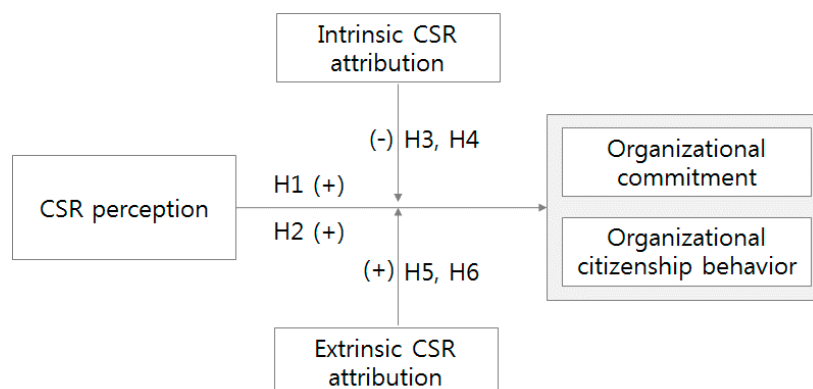 Intrinsic CSR
attribution
(-) H3, H4
Organizational
commitment
H1 (+)
CSR perception
H2 (+)
Organizational
citizenship behavior
(+) H5, H6
Extrinsic CSR
attribution